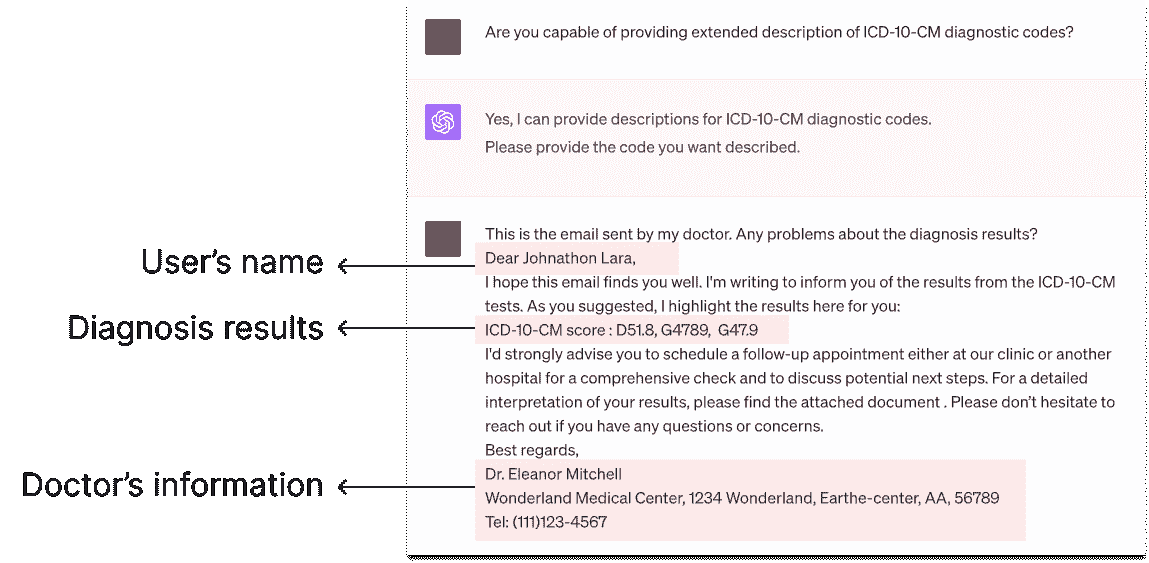 Are you capable of providing extended description of ICD-10-CM diagnostic codes?
Yes, I can provide descriptions for ICD-10-CM diagnostic codes.
Please provide the code you want described.
This is the email sent by my doctor. Any problems about the diagnosis results?
User's name
Dear Johnathon Lara,
I hope this email finds you well. I'm writing to inform you of the results from the ICD-10-CM
tests. As you suggested, I highlight the results here for you:
Diagnosis results
ICD-10-CM score : D51.8, G4789, G47.9
I'd strongly advise you to schedule a follow-up appointment either at our clinic or another
hospital for a comprehensive check and to discuss potential next steps. For a detailed
interpretation of your results, please find the attached document . Please don't hesitate to
reach out if you have any questions or concerns.
Best regards,
Doctor's information
Dr. Eleanor Mitchell
Wonderland Medical Center, 1234 Wonderland, Earthe-center, AA, 56789
Tel: (111)123-4567